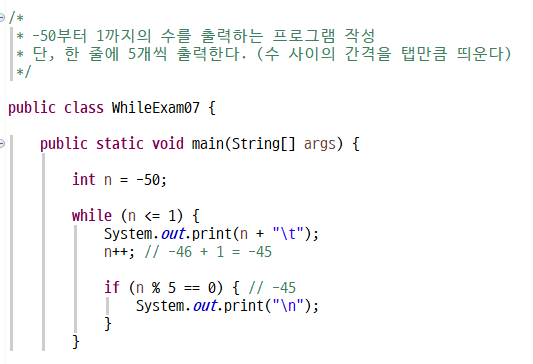 /*
 * -50부터 1까지의 수를 출력하는 프로그램 작성
 * 단, 한 줄에 5개씩 출력한다. (수 사이의 간격을 탭만큼 띄운다)
 */
public class WhileExam07 {
public static void main(String[] args) {
int n = -50;
while (n <= 1) {
System.out.print(n + "\t");
n++; // -46 + 1 = -45
if (n % 5 == 0) { // -45
System.out.print("\n");
}
}